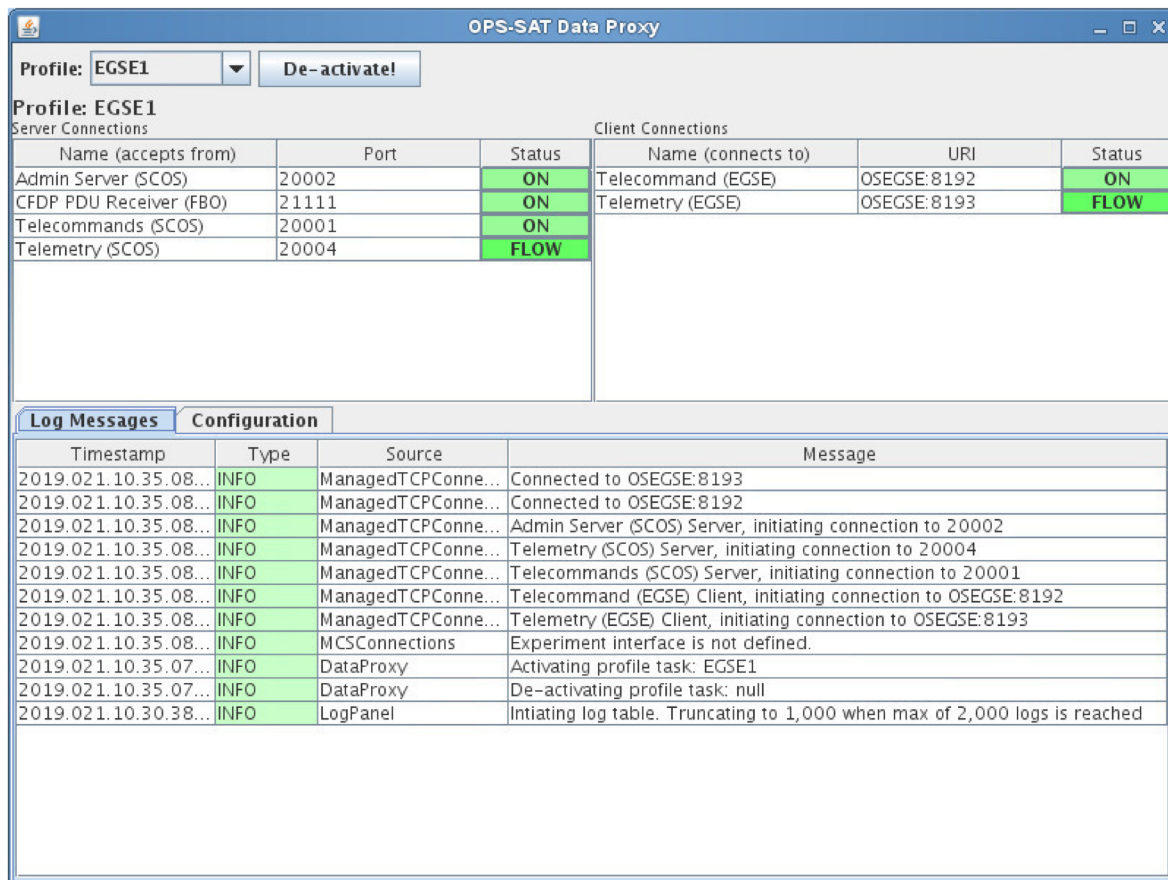 OPS-SAT Data Proxy
Profile: EGSE1 De-activate!
Profile: EGSE1
Server Connections
Name (accepts from) Port Status
Admin Server (SCOS) 20002 ON
CFDP PDU Receiver (FBO) 21111 ON
Telecommands (SCOS) 20001 ON
Telemetry (SCOS) 20004 FLOW
Client Connections
Name (connects to) URI Status
Telecommand (EGSE) OSEGSE:8192 ON
Telemetry (EGSE) OSEGSE:8193 FLOW
Log Messages Configuration
Timestamp Type Source Message
2019.021.10.35.08... INFO ManagedTCPConne... Connected to OSEGSE:8193
2019.021.10.35.08... INFO ManagedTCPConne... Connected to OSEGSE:8192
2019.021.10.35.08... INFO ManagedTCPConne... Admin Server (SCOS) Server, initiating connection to 20002
2019.021.10.35.08... INFO ManagedTCPConne... Telemetry (SCOS) Server, initiating connection to 20004
2019.021.10.35.08... INFO ManagedTCPConne... Telecommands (SCOS) Server, initiating connection to 20001
2019.021.10.35.08... INFO ManagedTCPConne... Telecommand (EGSE) Client, initiating connection to OSEGSE:8192
2019.021.10.35.08... INFO ManagedTCPConne... Telemetry (EGSE) Client, initiating connection to OSEGSE:8193
2019.021.10.35.08... INFO MCSConnections Experiment interface is not defined.
2019.021.10.35.07... INFO DataProxy Activating profile task: EGSE1
2019.021.10.35.07... INFO DataProxy De-activating profile task: null
2019.021.10.30.38... INFO LogPanel Intiating log table. Truncating to 1,000 when max of 2,000 logs is reached